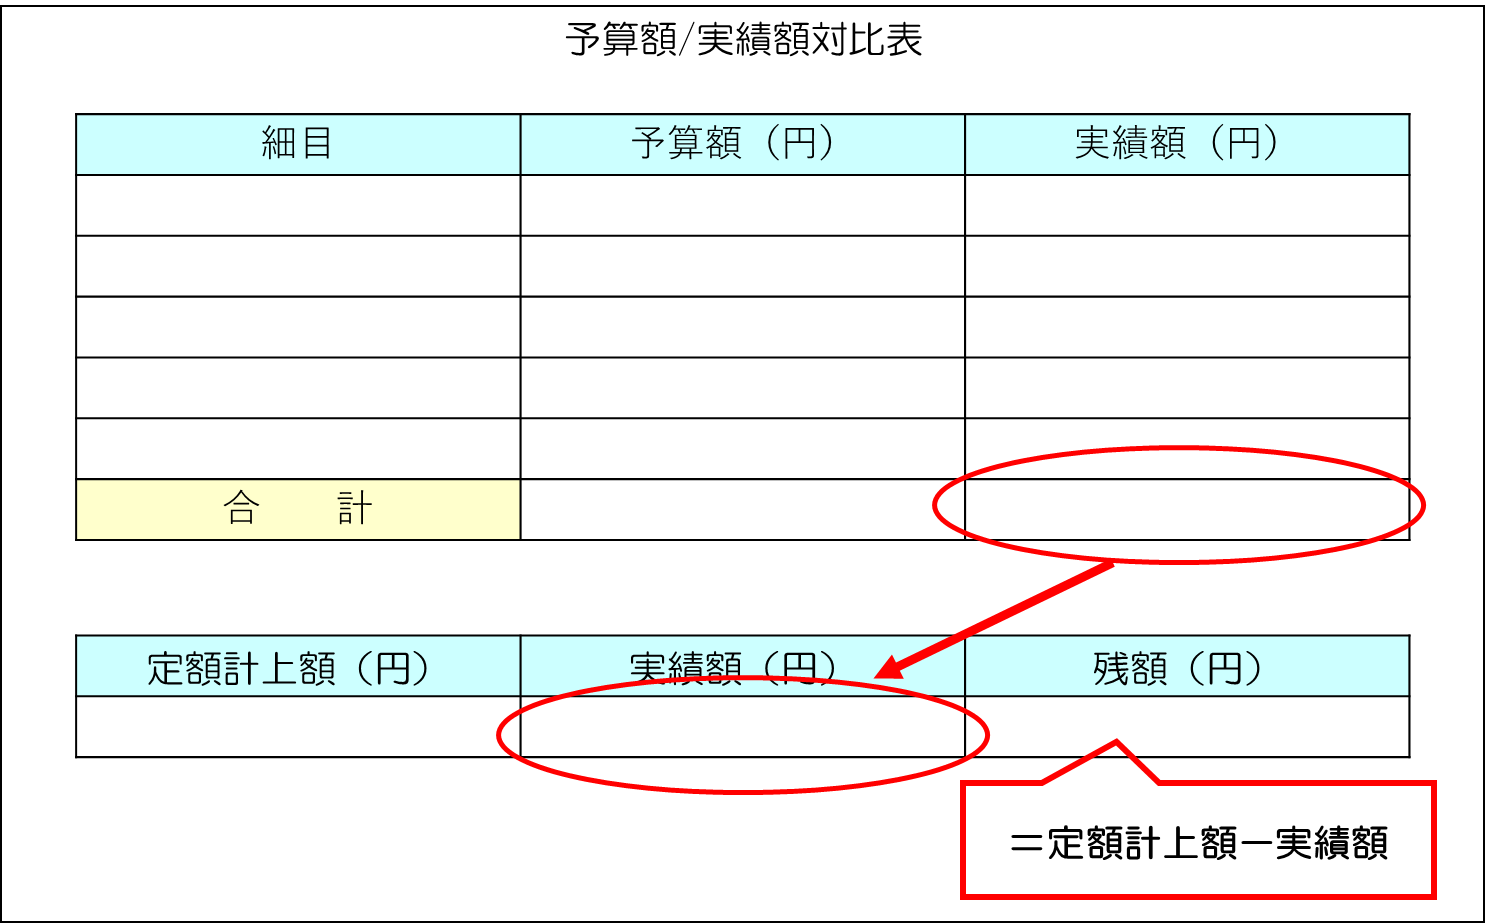 予算額/実績額対比表
細目 予算額（円） 実績額（円）
合　　計
定額計上額（円） 実績額（円） 残額（円）
＝定額計上額－実績額